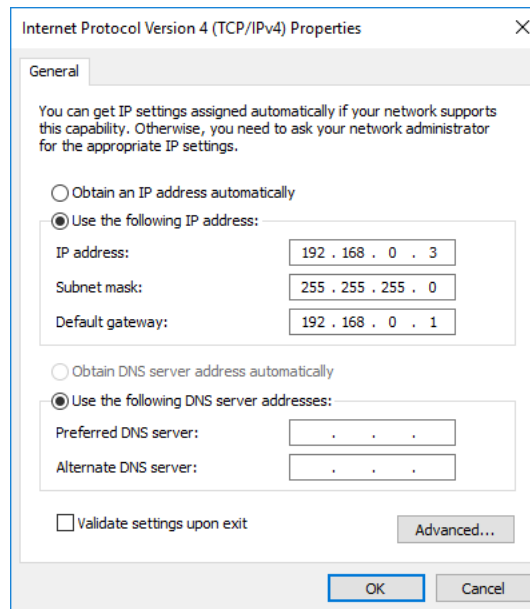 Internet Protocol Version 4 (TCP/IPv4) Properties
General
You can get IP settings assigned automatically if your network supports
this capability. Otherwise, you need to ask your network administrator
for the appropriate IP settings.
Obtain an IP address automatically
Use the following IP address:
IP address: 192 . 168 . 0 . 3
Subnet mask: 255 . 255 . 255 . 0
Default gateway: 192 . 168 . 0 . 1
Obtain DNS server address automatically
Use the following DNS server addresses:
Preferred DNS server: . . .
Alternate DNS server: . . .
Validate settings upon exit
Advanced...
OK Cancel